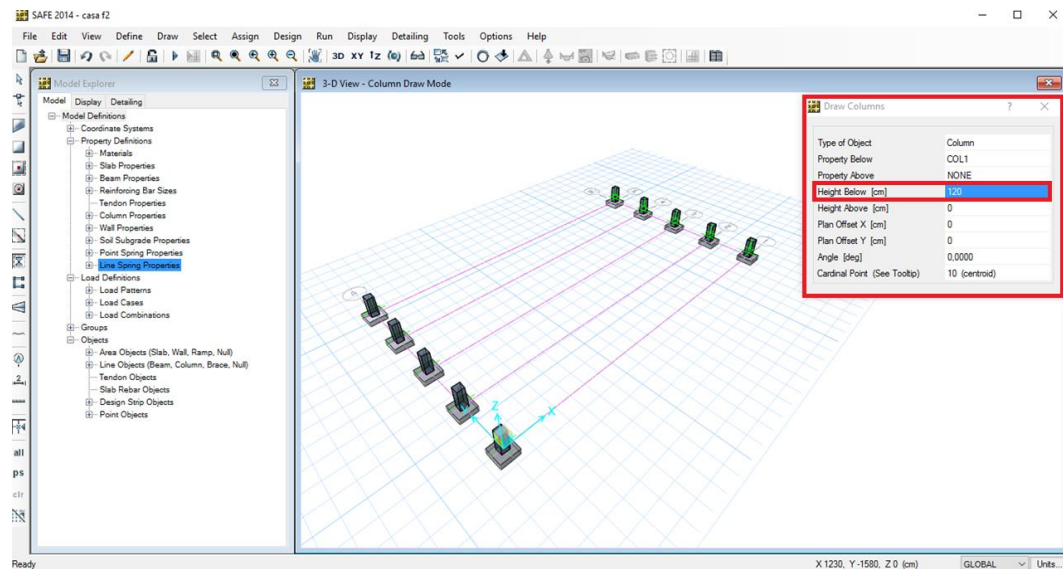 SAFE 2014 - casa f2
File Edit View Define Draw Select Assign Design Run Display Detailing Tools Options Help
3D XY
Model Explorer
Model Display Detailing
Model Definitions
Coordinate Systems
Property Definitions
Materials
Slab Properties
Beam Properties
Reinforcing Bar Sizes
Tendon Properties
Column Properties
Wall Properties
Soil Subgrade Properties
Point Spring Properties
Line Spring Properties
Load Definitions
Load Patterns
Load Cases
Load Combinations
Groups
Objects
Area Objects (Slab, Wall, Ramp, Null)
Line Objects (Beam, Column, Brace, Null)
Tendon Objects
Slab Rebar Objects
Design Strip Objects
Point Objects
all
ps
clr
3-D View - Column Draw Mode
Z
X
Draw Columns ?
Type of Object Column
Property Below COL1
Property Above NONE
Height Below [cm] 120
Height Above [cm] 0
Plan Offset X [cm] 0
Plan Offset Y [cm] 0
Angle [deg] 0,0000
Cardinal Point (See Tooltip) 10 (centroid)
Ready
X 1230, Y -1580, Z 0 (cm)
GLOBAL
Units...